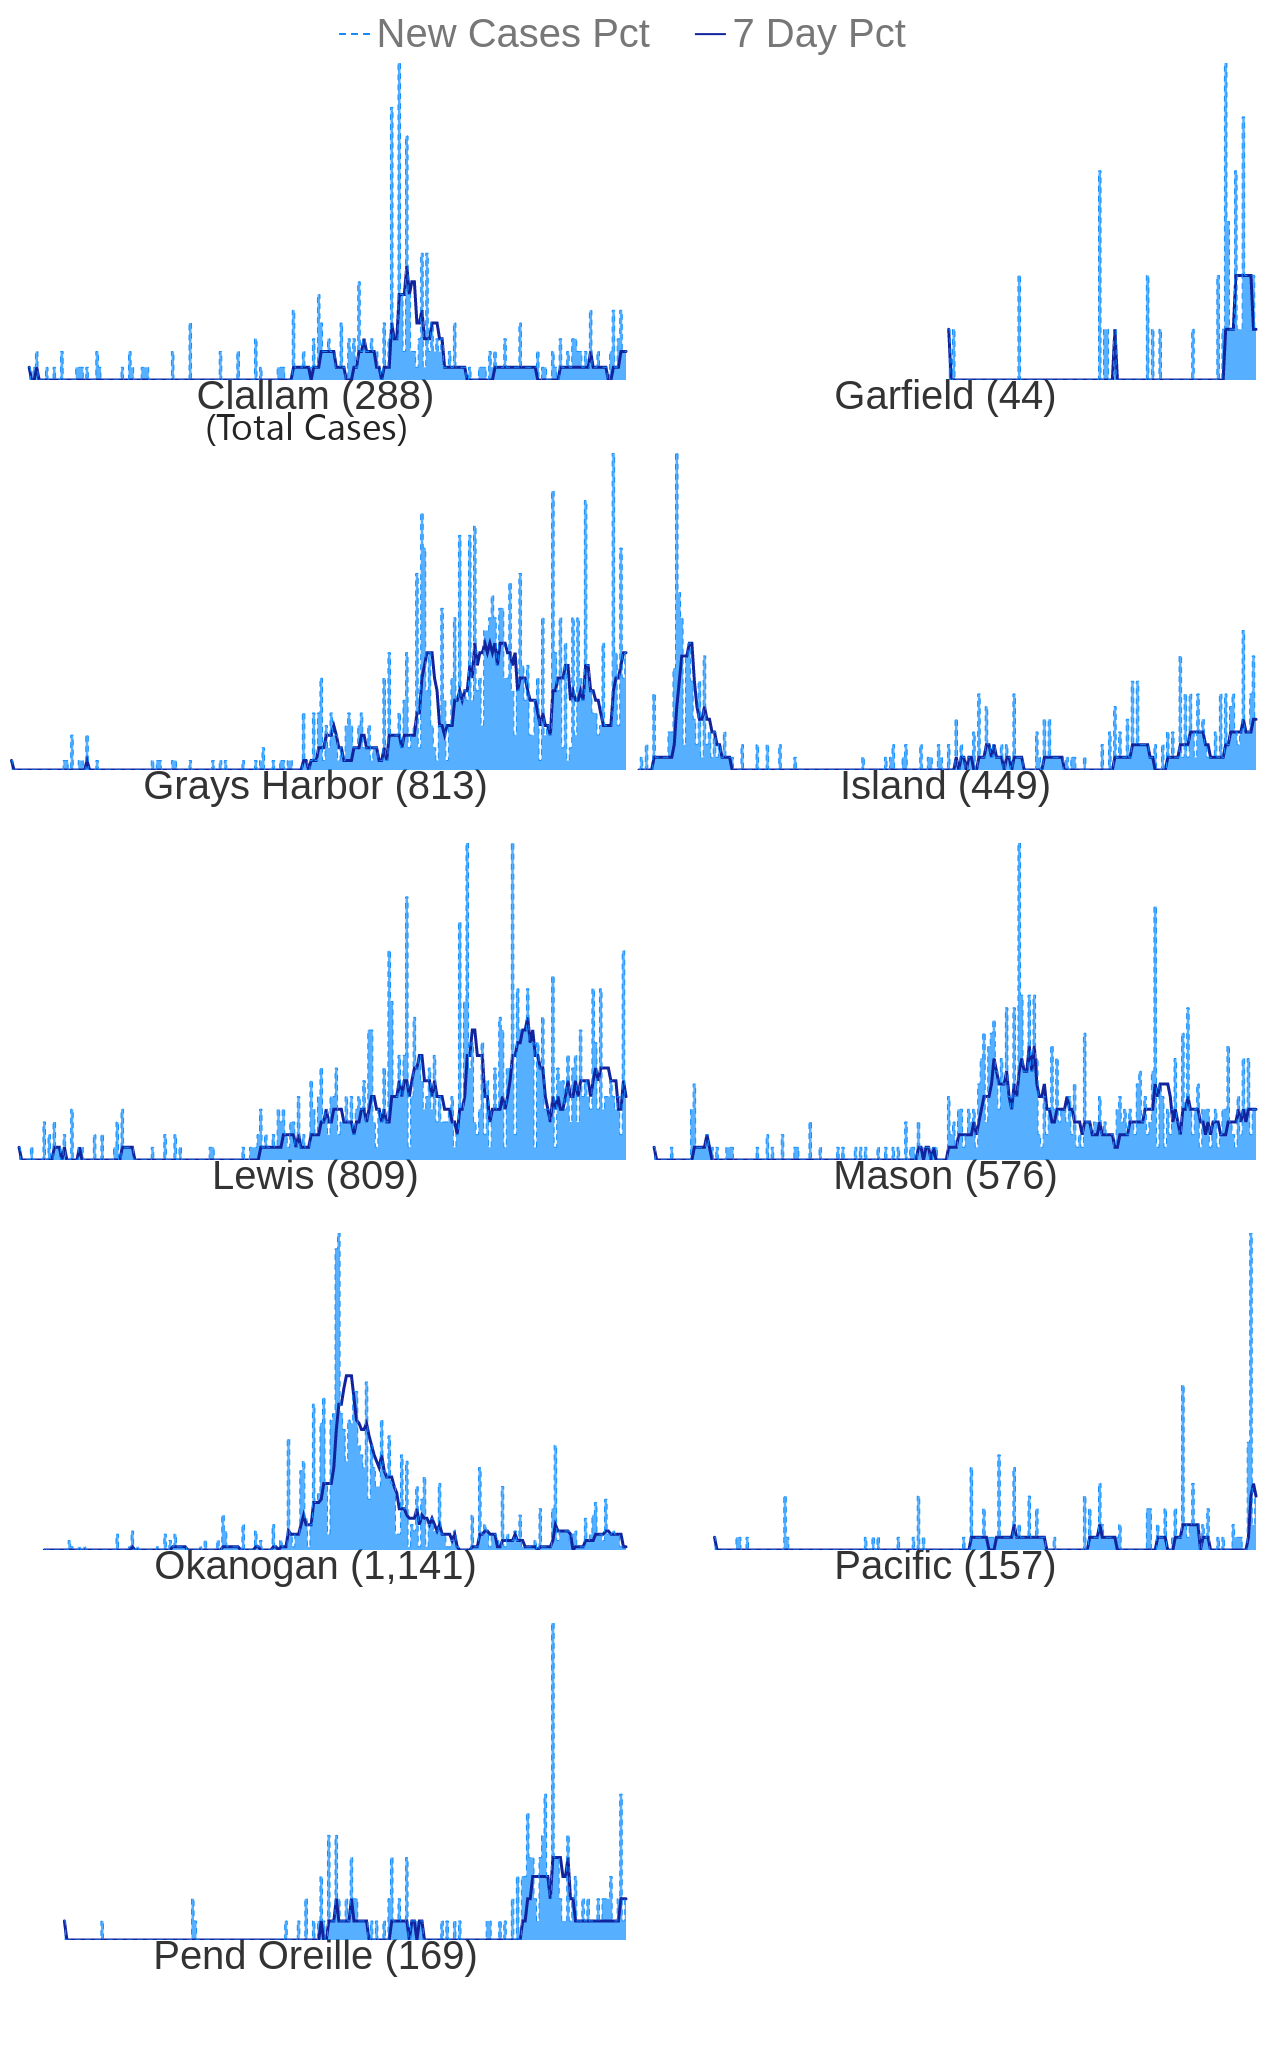 New Cases Pct 7 Day Pct
Clallam (288) Garfield (44)
(Total Cases)
Grays Harbor (813) Island (449)
Lewis (809) Mason (576)
Okanogan (1,141) Pacific (157)
Pend Oreille (169)